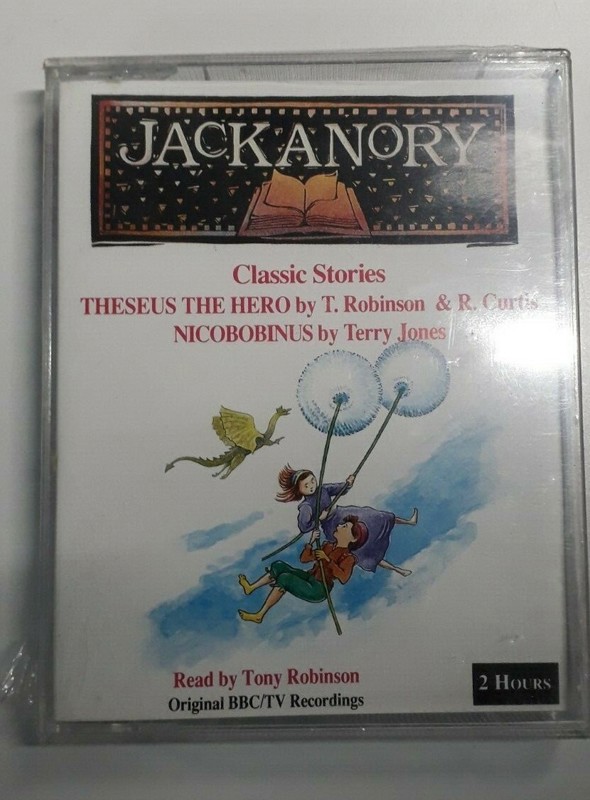 JACKANORY
Classic Stories
THESEUS THE HERO by T. Robinson & R. Curtis
NICOBOBINUS by Terry Jones
Read by Tony Robinson
Original BBC/TV Recordings
2 HOURS